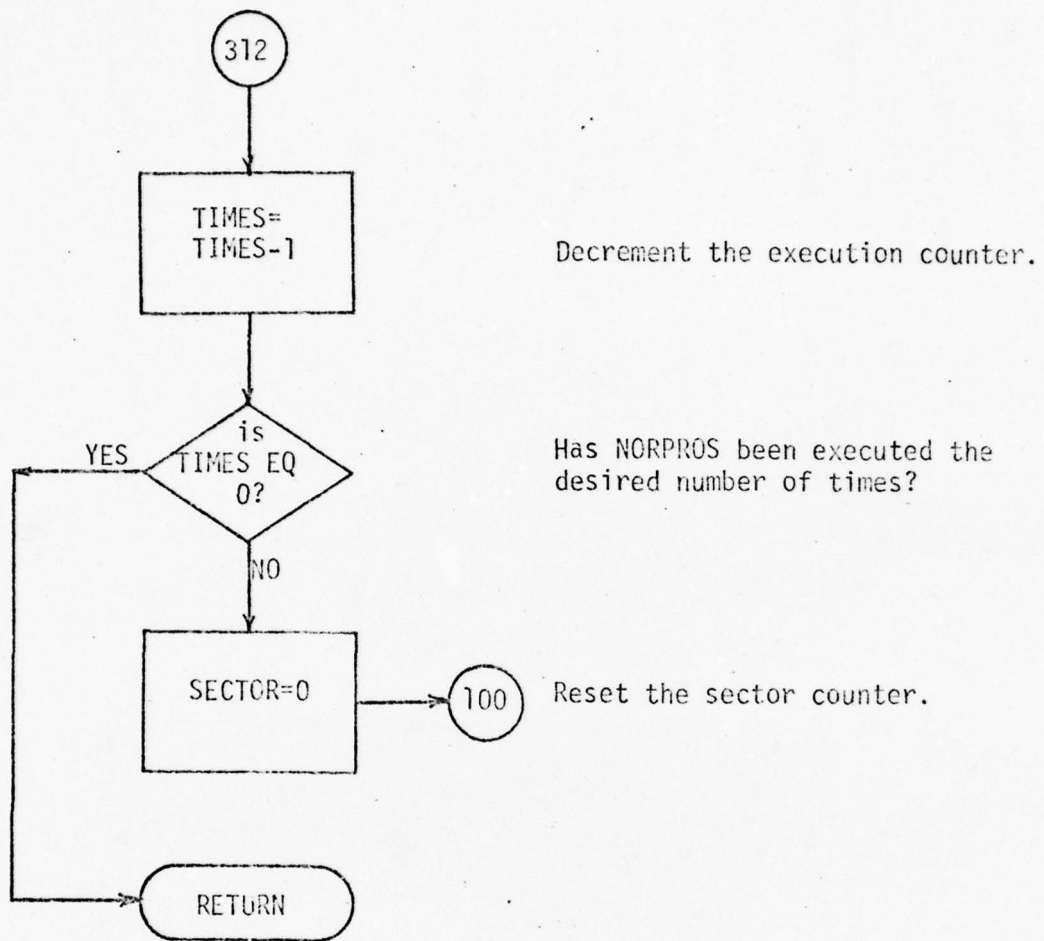 312
TIMES=
TIMES-1
Decrement the execution counter.
is
TIMES EQ
0?
YES
Has NORPROS been executed the
desired number of times?
NO
SECTOR=0
100
Reset the sector counter.
RETURN